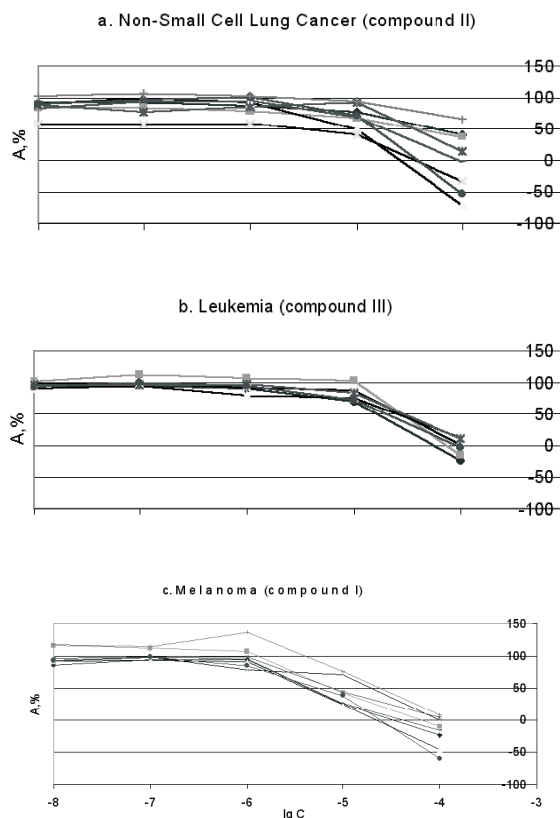 a. Non-Small Cell Lung Cancer (compound II)
150
100
50
0
-50
-100
A,%
b. Leukemia (compound III)
150
100
50
0
-50
-100
A,%
c. Melanoma (compound I)
150
100
50
0
-50
-100
A,%
-8 -7 -6 -5 -4 -3
lg C